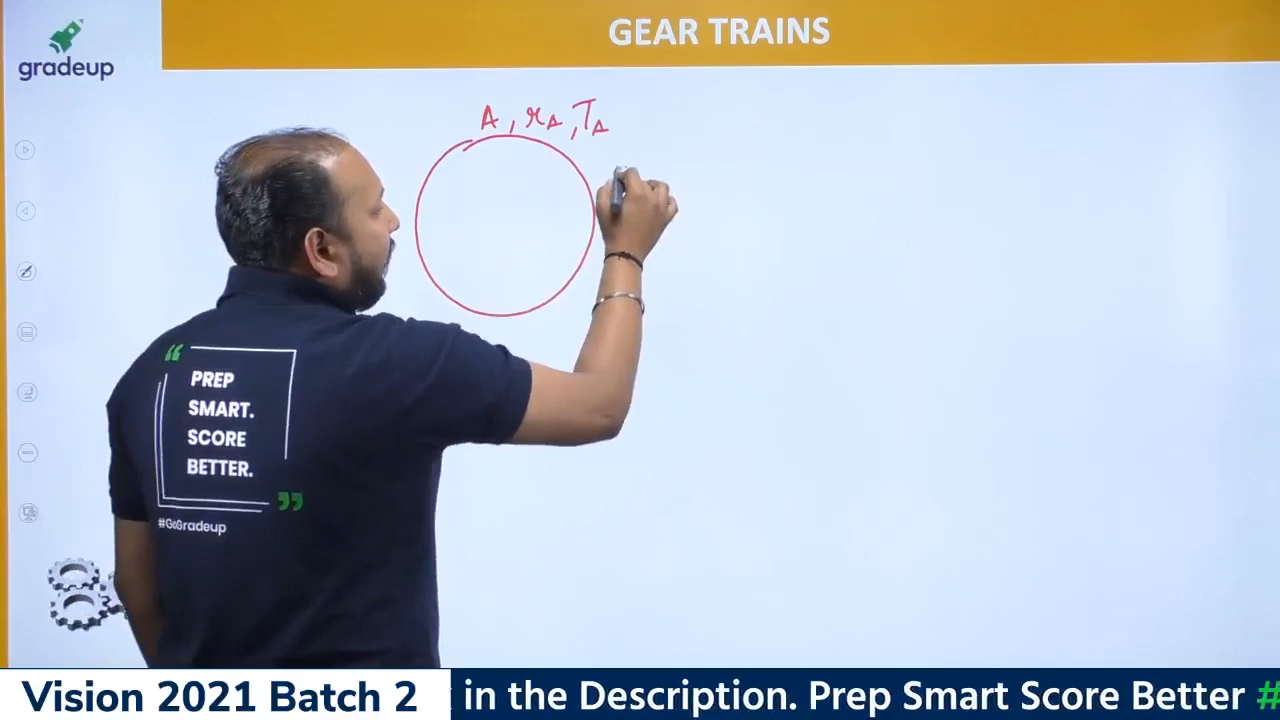 GEAR TRAINS
gradeup
A, rA, TA
PREP
SMART.
SCORE
BETTER.
#GoGradeup
Vision 2021 Batch 2
in the Description. Prep Smart Score Better #